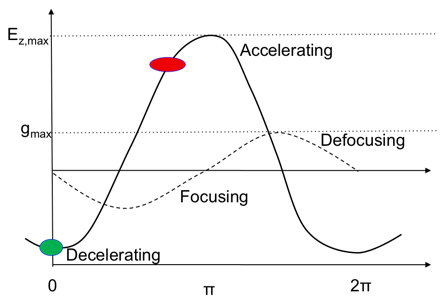 E_z,max
Accelerating
g_max
Defocusing
Focusing
Decelerating
0
π
2π